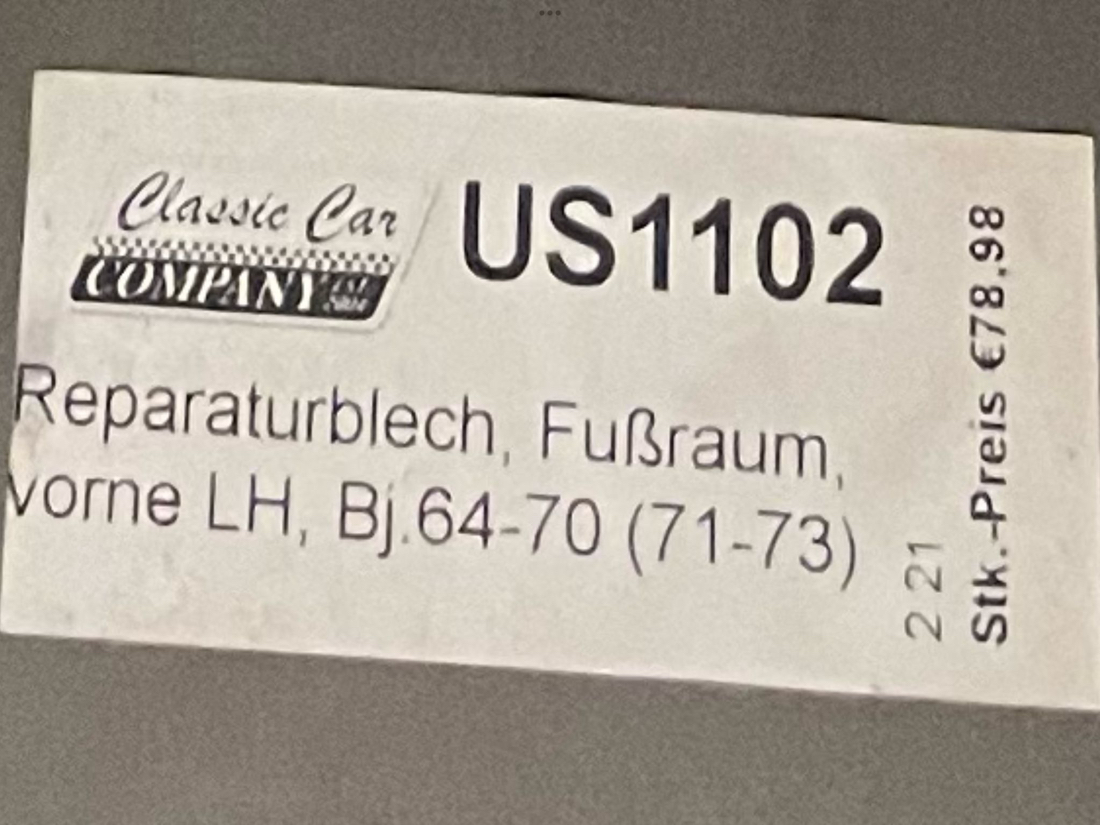 Classic Car
COMPANY
US1102
Reparaturblech, Fußraum,
vorne LH, Bj.64-70 (71-73)
2 21
Stk.-Preis €78,98